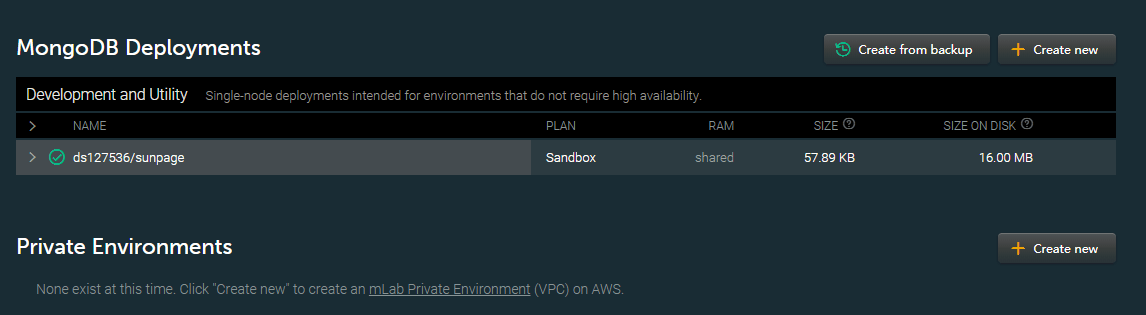 MongoDB Deployments
Create from backup
Create new
Development and Utility Single-node deployments intended for environments that do not require high availability.
NAME PLAN RAM SIZE SIZE ON DISK
ds127536/sunpage Sandbox shared 57.89 KB 16.00 MB
Private Environments
Create new
None exist at this time. Click "Create new" to create an mLab Private Environment (VPC) on AWS.